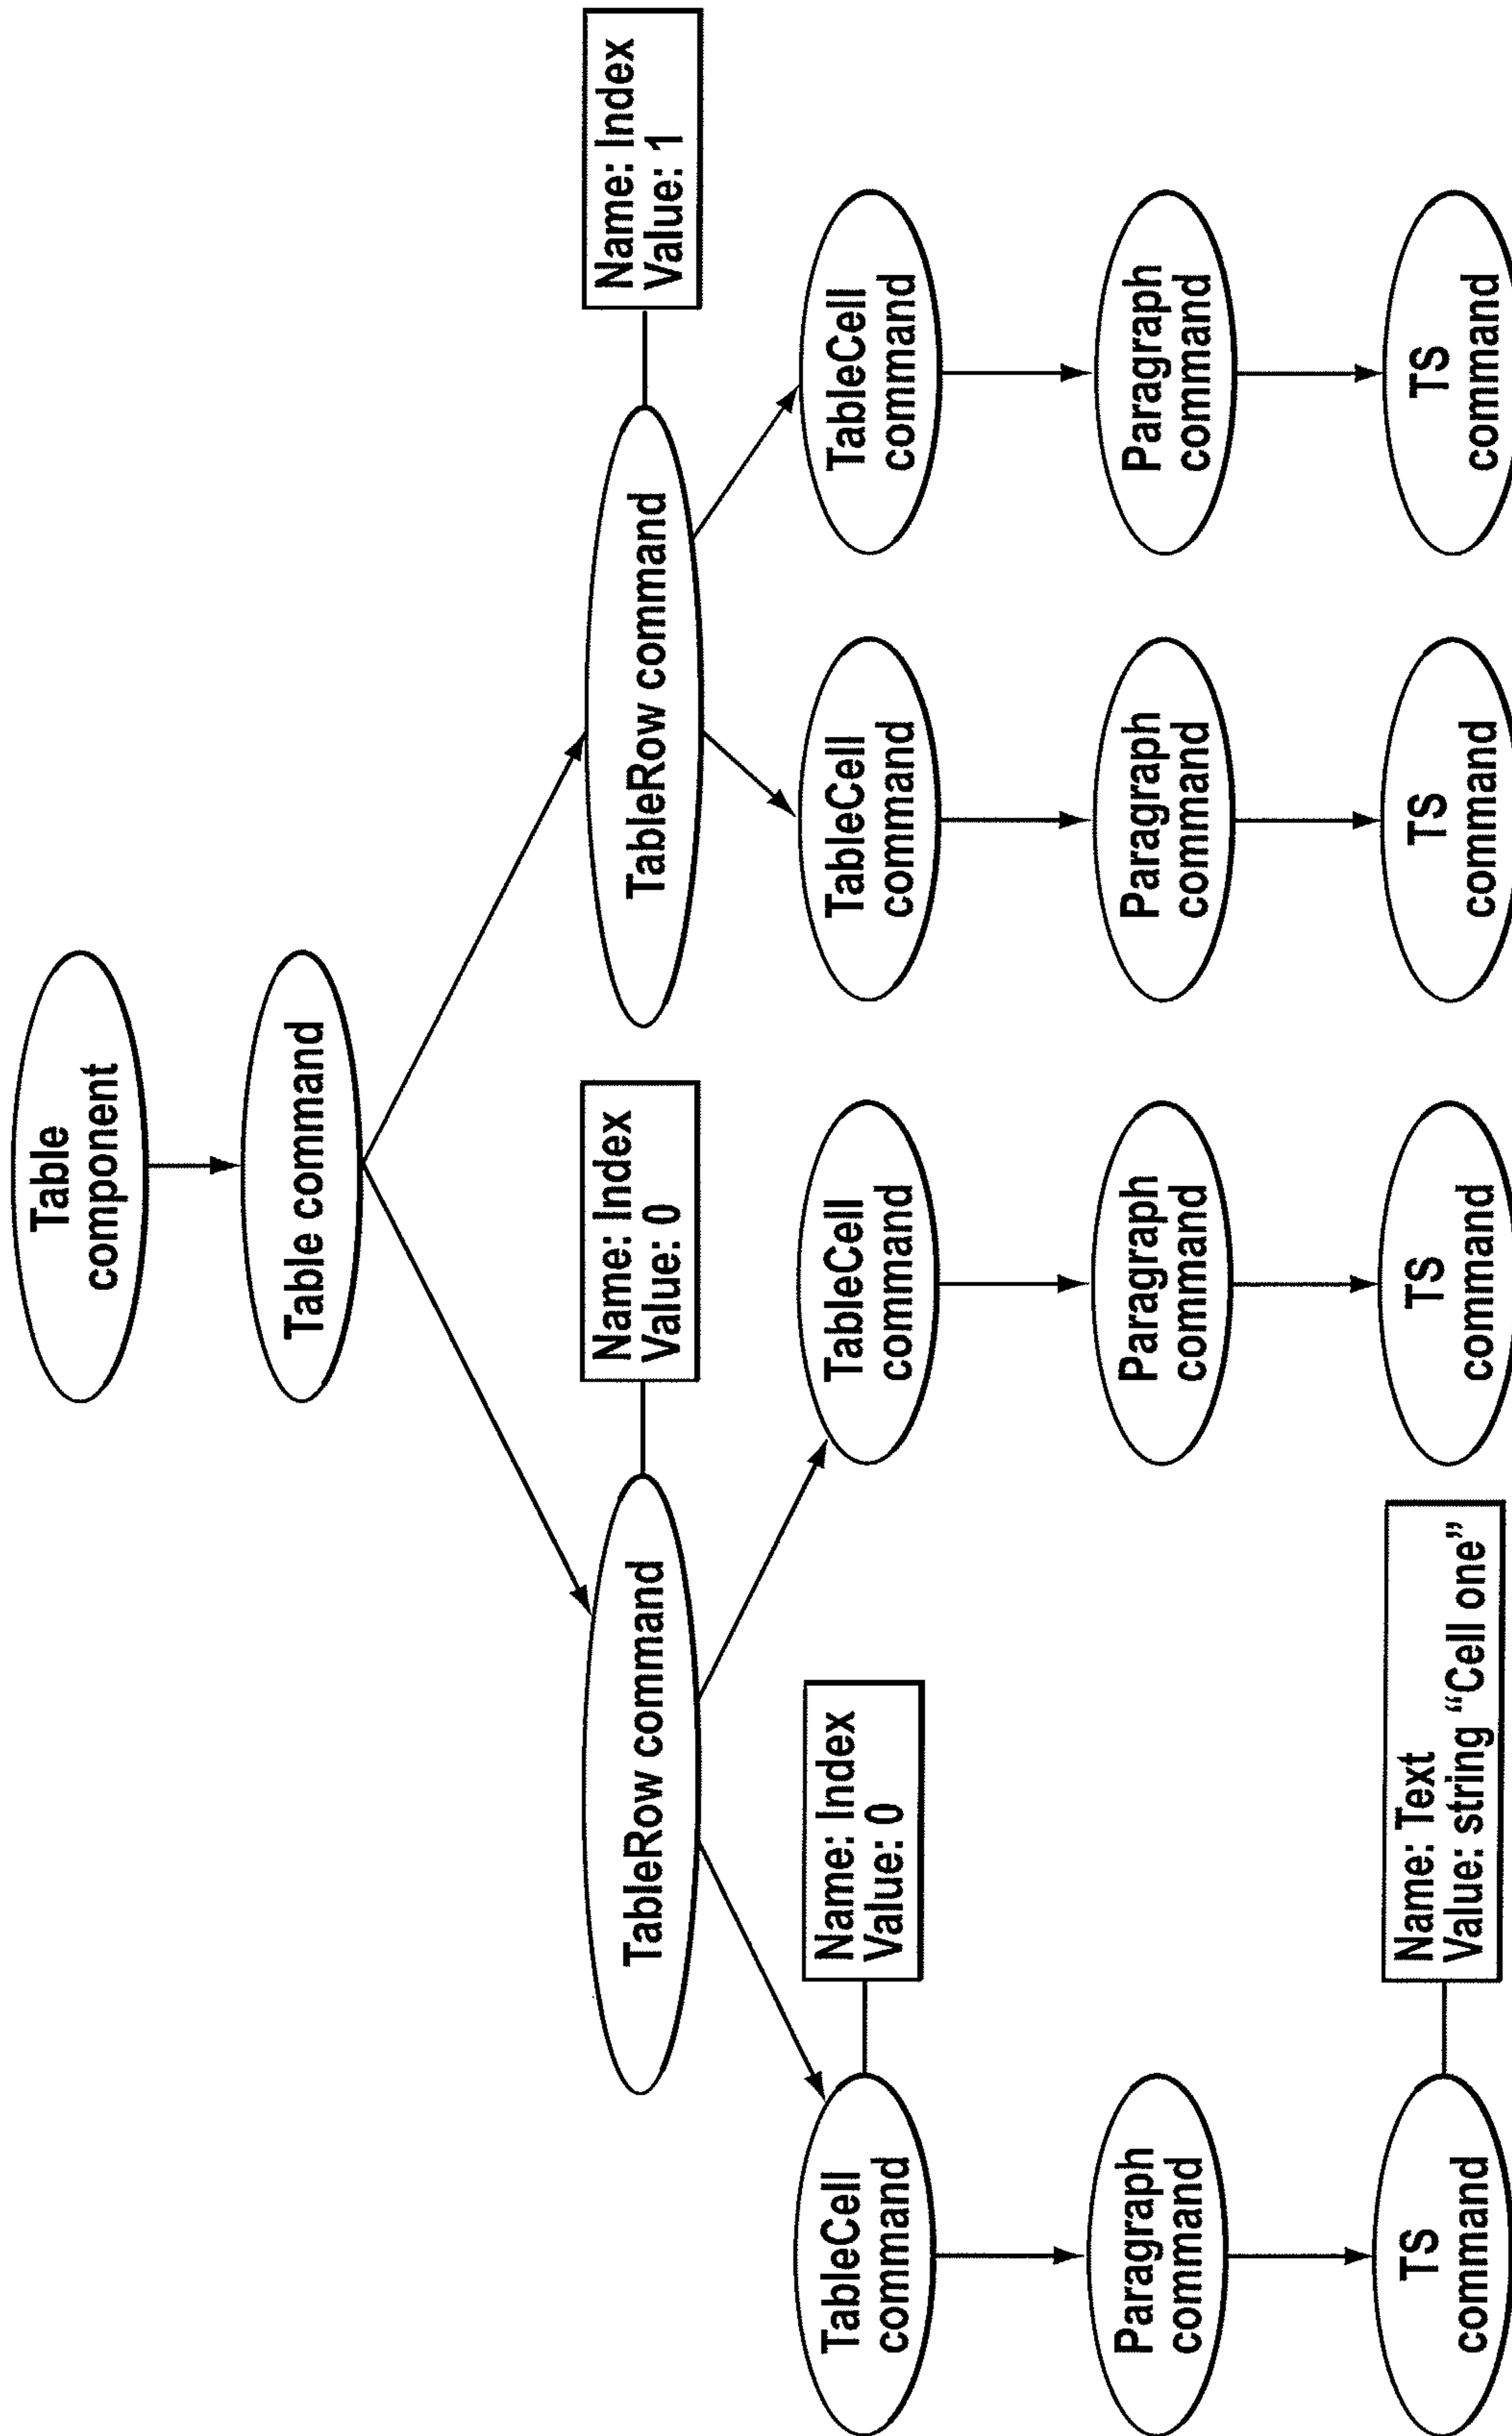 Table
component
Table command
TableRow command
Name: Index
Value: 0
TableRow command
Name: Index
Value: 1
TableCell
command
Name: Index
Value: 0
TableCell
command
TableCell
command
TableCell
command
Paragraph
command
Paragraph
command
Paragraph
command
Paragraph
command
TS
command
Name: Text
Value: string “Cell one”
TS
command
TS
command
TS
command